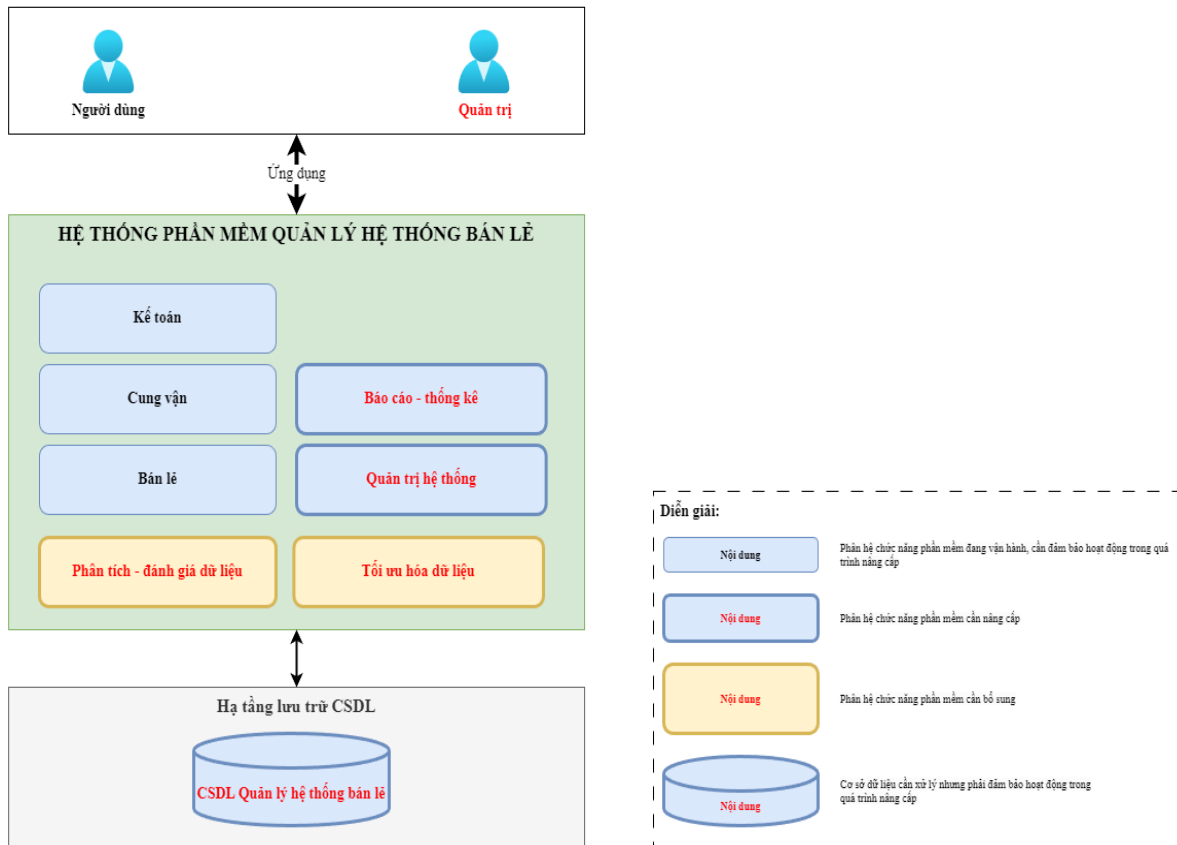 Người dùng
Quản trị
Ứng dụng
HỆ THỐNG PHẦN MỀM QUẢN LÝ HỆ THỐNG BÁN LẺ
Kế toán
Cung vận
Báo cáo - thống kê
Bán lẻ
Quản trị hệ thống
Phân tích - đánh giá dữ liệu
Tối ưu hóa dữ liệu
Hạ tầng lưu trữ CSDL
CSDL Quản lý hệ thống bán lẻ
Diễn giải:
Nội dung
Phân hệ chức năng phần mềm đang vận hành, cần đảm bảo hoạt động trong quá
trình nâng cấp
Nội dung
Phân hệ chức năng phần mềm cần nâng cấp
Nội dung
Phân hệ chức năng phần mềm cần bổ sung
Nội dung
Cơ sở dữ liệu cần xử lý nhưng phải đảm bảo hoạt động trong
quá trình nâng cấp